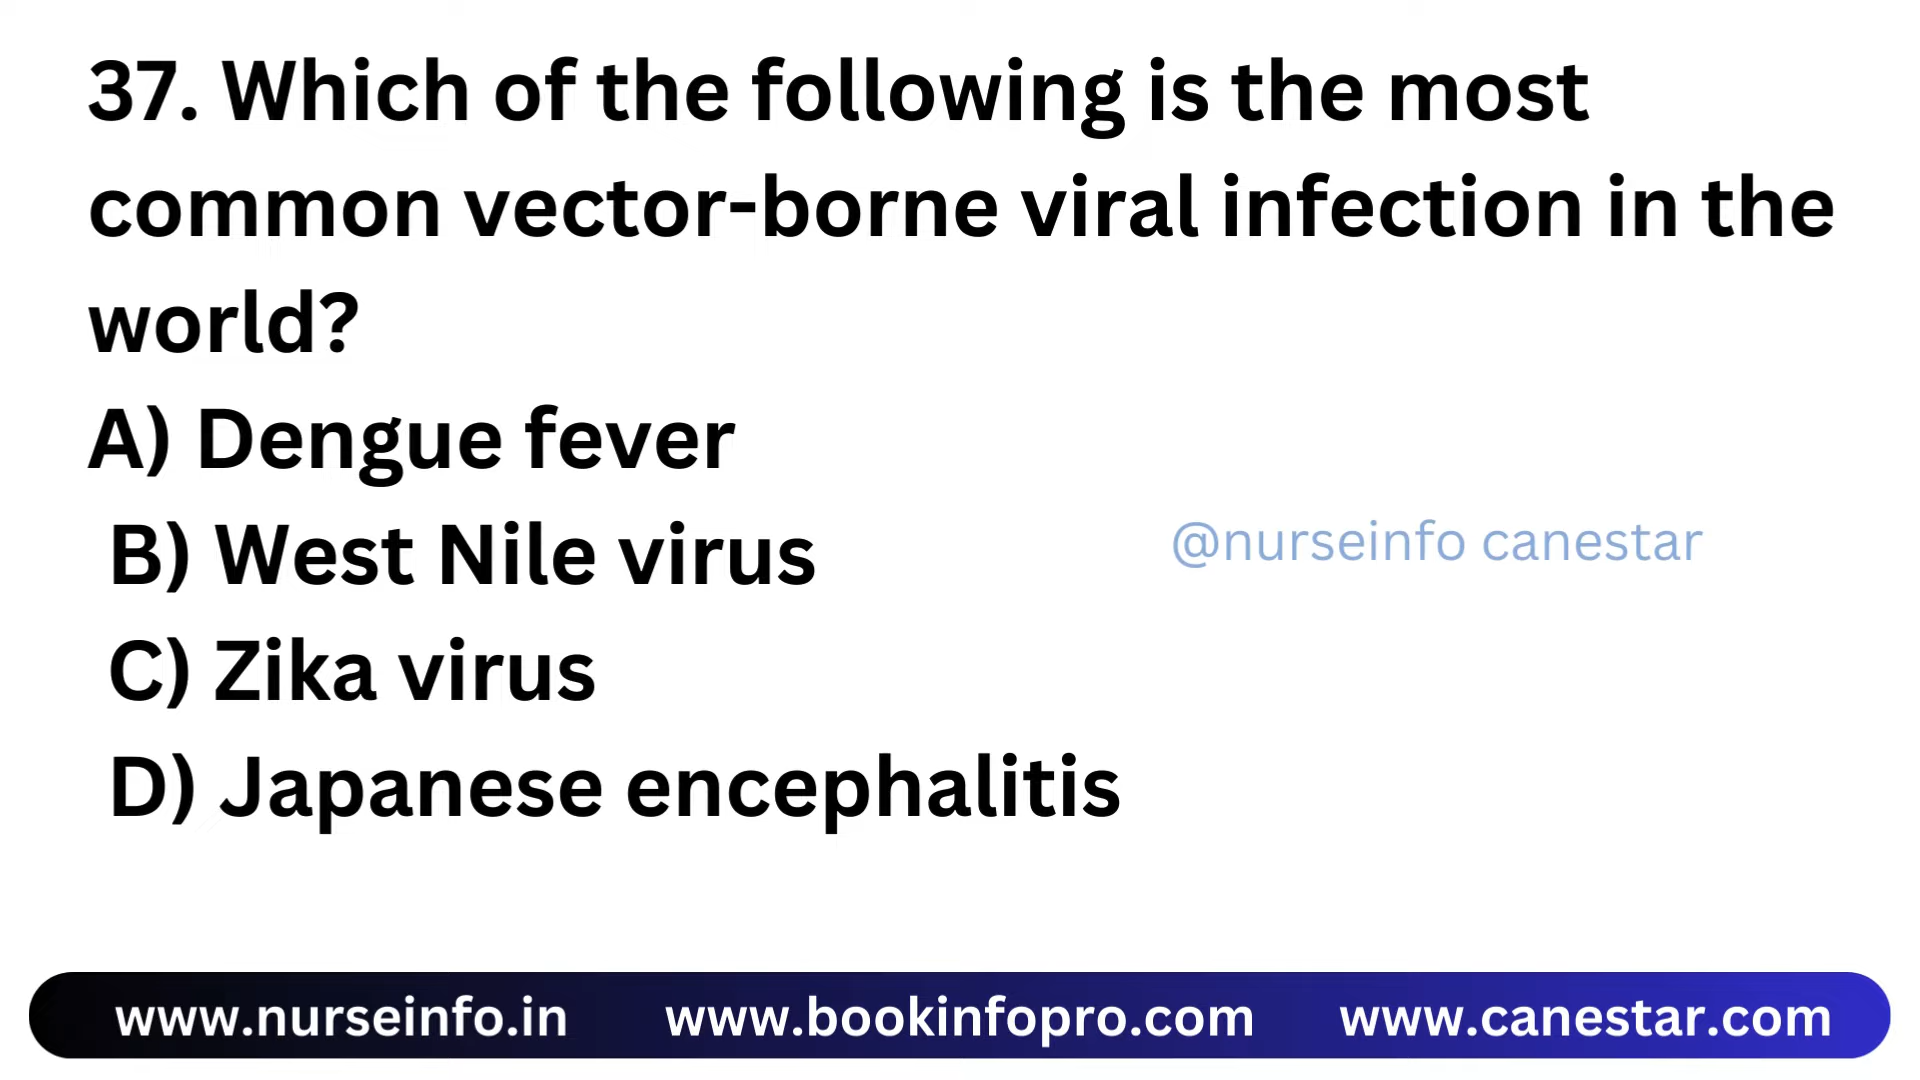 37. Which of the following is the most
common vector-borne viral infection in the
world?
A) Dengue fever
B) West Nile virus
@nurseinfo canestar
C) Zika virus
D) Japanese encephalitis
www.nurseinfo.in www.bookinfopro.com www.canestar.com